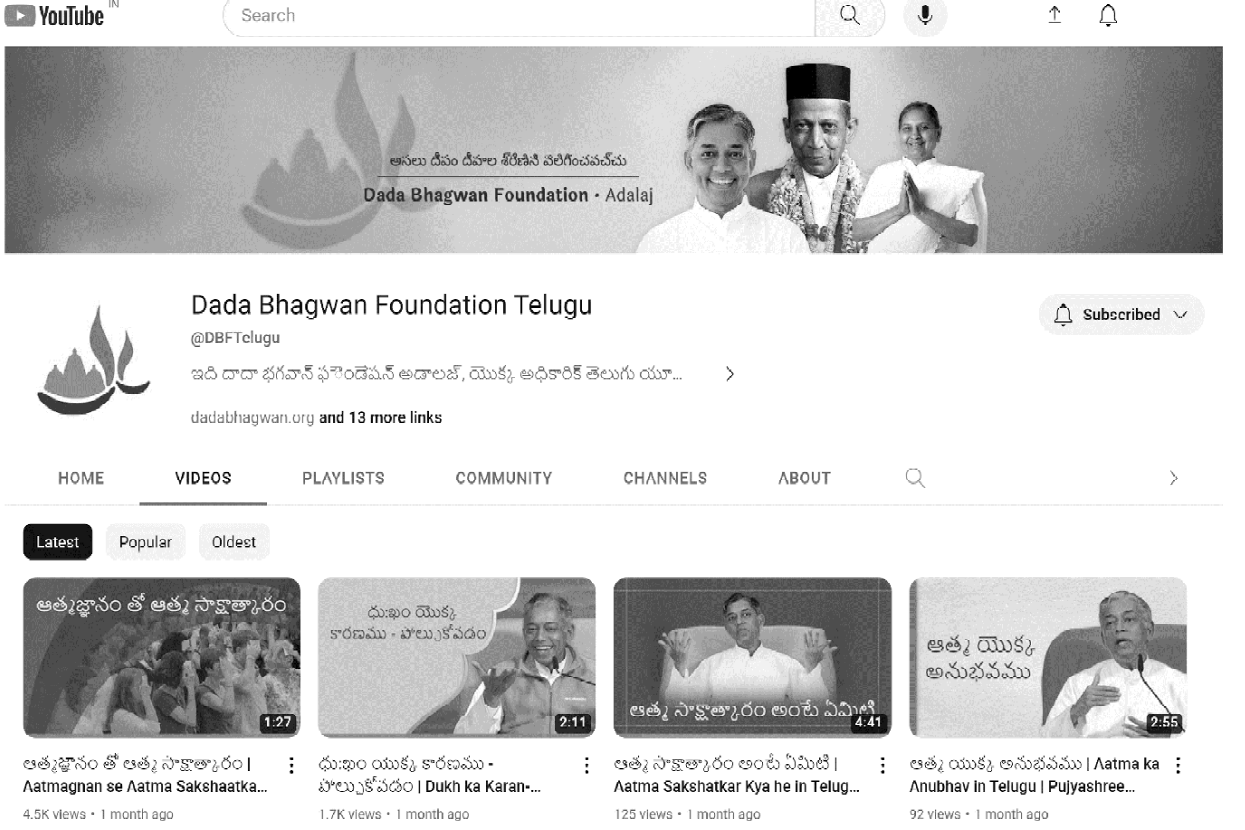 YouTube IN
Search
అసలు దీపం దీపాల శ్రేణిని వెలిగించవచ్చు
Dada Bhagwan Foundation • Adalaj
Dada Bhagwan Foundation Telugu
@DBFTelugu
Subscribed
ఇది దాదా భగవాన్ ఫౌండేషన్ అడాలజ్, యొక్క అధికారిక్ తెలుగు యూ...
dadabhagwan.org and 13 more links
HOME VIDEOS PLAYLISTS COMMUNITY CHANNELS ABOUT
Latest Popular Oldest
ఆత్మజ్ఞానం తో ఆత్మ సాక్షాత్కారం
1:27
ధుఃఖం యొక్క
కారణము - పొల్చుకోవడం
2:11
ఆత్మ సాక్షాత్కారం అంటే ఏమిటి
4:41
ఆత్మ యొక్క
అనుభవము
2:55
ఆత్మజ్ఞానం తో ఆత్మ సాక్షాత్కారం |
Aatmagnan se Aatma Sakshaatka...
4.5K views • 1 month ago
ధుఃఖం యొక్క కారణము -
పొల్చుకోవడం | Dukh ka Karan-...
1.7K views • 1 month ago
ఆత్మ సాక్షాత్కారం అంటే ఏమిటి |
Aatma Sakshatkar Kya he in Telug...
125 views • 1 month ago
ఆత్మ యొక్క అనుభవము | Aatma ka
Anubhav in Telugu | Pujyashree...
92 views • 1 month ago